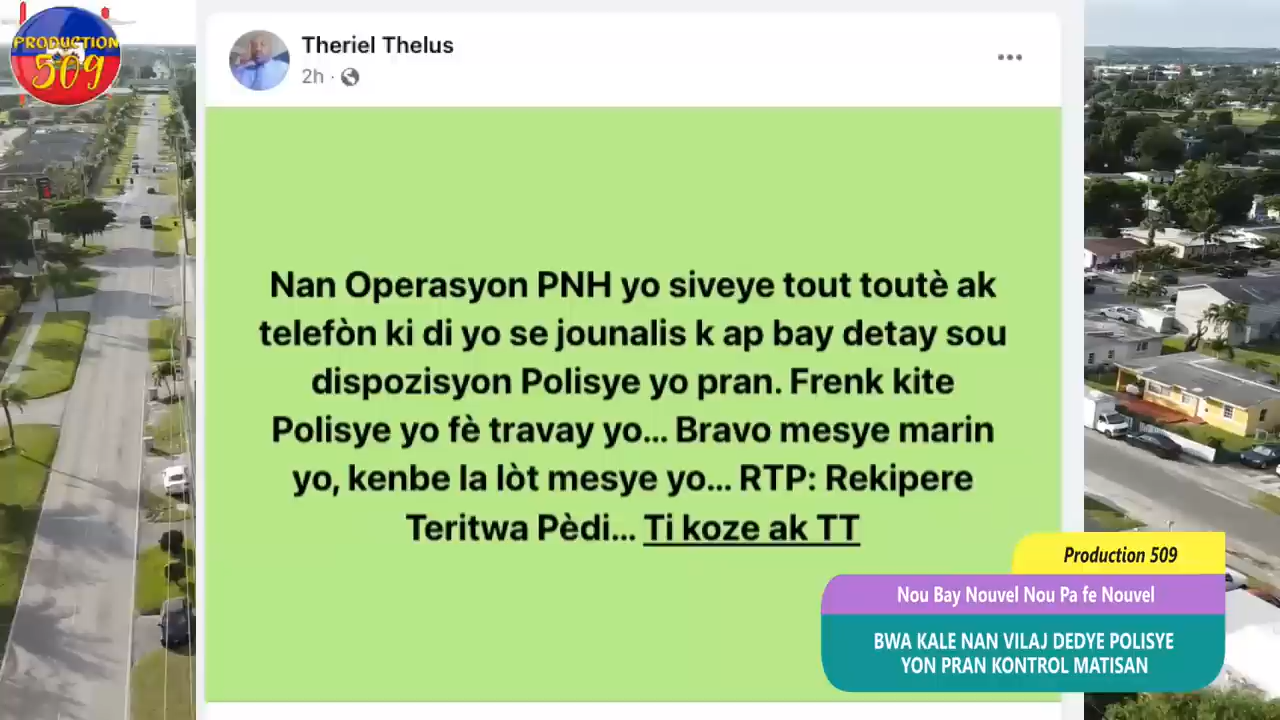 PRODUCTION
509
Theriel Thelus
2h ·
Nan Operasyon PNH yo siveye tout toutè ak
telefòn ki di yo se jounalis k ap bay detay sou
dispozisyon Polisye yo pran. Frenk kite
Polisye yo fè travay yo... Bravo mesye marin
yo, kenbe la lòt mesye yo... RTP: Rekipere
Teritwa Pèdi... Ti koze ak TT
Production 509
Nou Bay Nouvel Nou Pa fe Nouvel
BWA KALE NAN VILAJ DEDYE POLISYE
YON PRAN KONTROL MATISAN